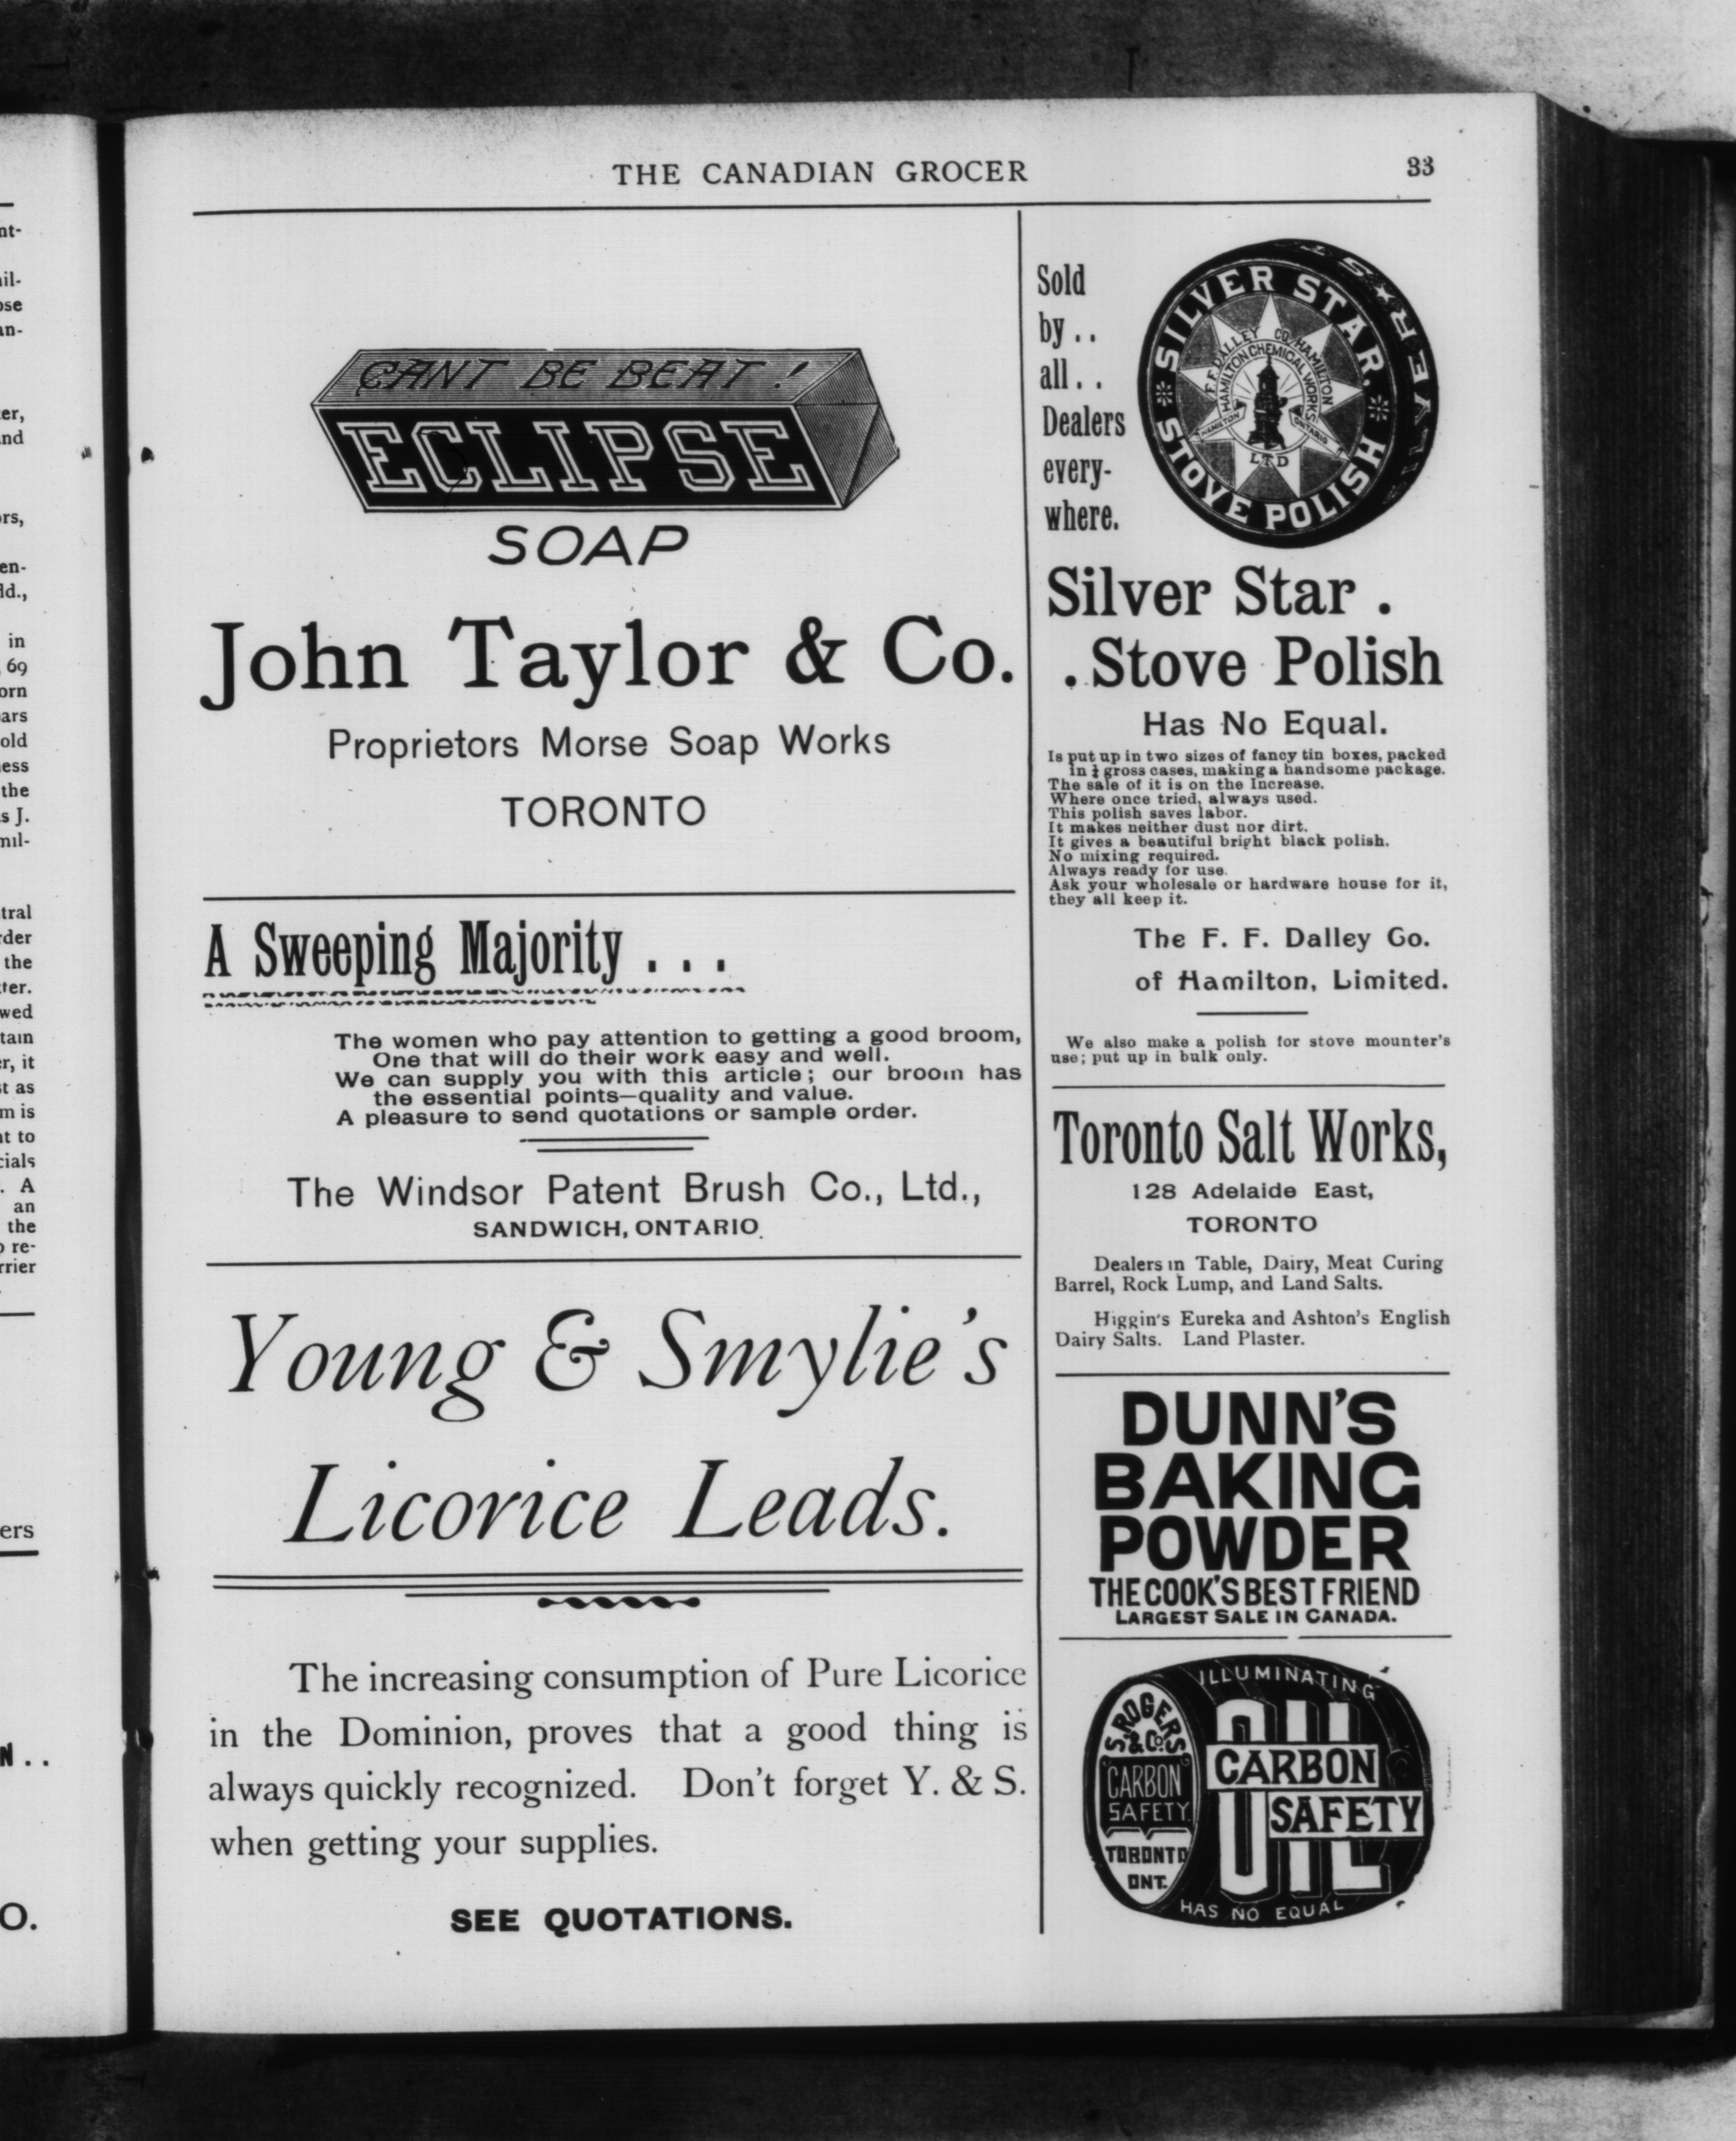 THE CANADIAN GROCER
33
CANT BE BEAT!
ECLIPSE
SOAP
John Taylor & Co.
Proprietors Morse Soap Works
TORONTO
A Sweeping Majority . . .
The women who pay attention to getting a good broom,
One that will do their work easy and well.
We can supply you with this article; our broom has
the essential points—quality and value.
A pleasure to send quotations or sample order.
The Windsor Patent Brush Co., Ltd.,
SANDWICH, ONTARIO.
Young & Smylie's
Licorice Leads.
The increasing consumption of Pure Licorice
in the Dominion, proves that a good thing is
always quickly recognized. Don't forget Y. & S.
when getting your supplies.
SEE QUOTATIONS.
Sold
by . .
all . .
Dealers
every-
where.
SILVER STAR.
STOVE POLISH
F. F. DALLEY CO. HAMILTON
HAMILTON CHEMICAL WORKS
HAMILTON
ONTARIO
LTD
Silver Star .
. Stove Polish
Has No Equal.
Is put up in two sizes of fancy tin boxes, packed
in ¼ gross cases, making a handsome package.
The sale of it is on the Increase.
Where once tried, always used.
This polish saves labor.
It makes neither dust nor dirt.
It gives a beautiful bright black polish.
No mixing required.
Always ready for use.
Ask your wholesale or hardware house for it,
they all keep it.
The F. F. Dalley Co.
of Hamilton, Limited.
We also make a polish for stove mounter's
use; put up in bulk only.
Toronto Salt Works,
128 Adelaide East,
TORONTO
Dealers in Table, Dairy, Meat Curing
Barrel, Rock Lump, and Land Salts.
Higgin's Eureka and Ashton's English
Dairy Salts. Land Plaster.
DUNN'S
BAKING
POWDER
THE COOK'S BEST FRIEND
LARGEST SALE IN CANADA.
ILLUMINATING
OIL
CARBON
SAFETY
OIL
HAS NO EQUAL
S. ROGERS
& CO.
CARBON
SAFETY
TORONTO
ONT.